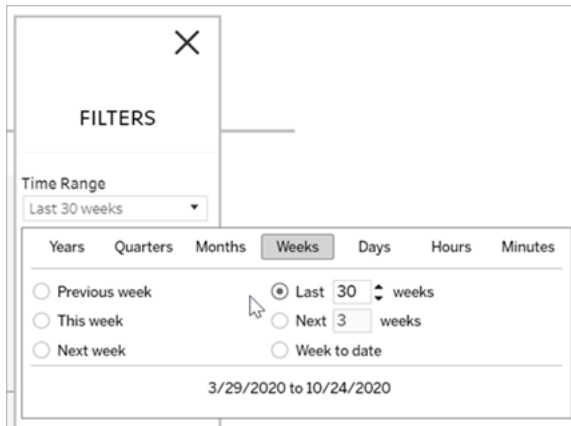 FILTERS
Time Range
Last 30 weeks
Years Quarters Months Weeks Days Hours Minutes
Previous week Last 30 weeks
This week Next 3 weeks
Next week Week to date
3/29/2020 to 10/24/2020